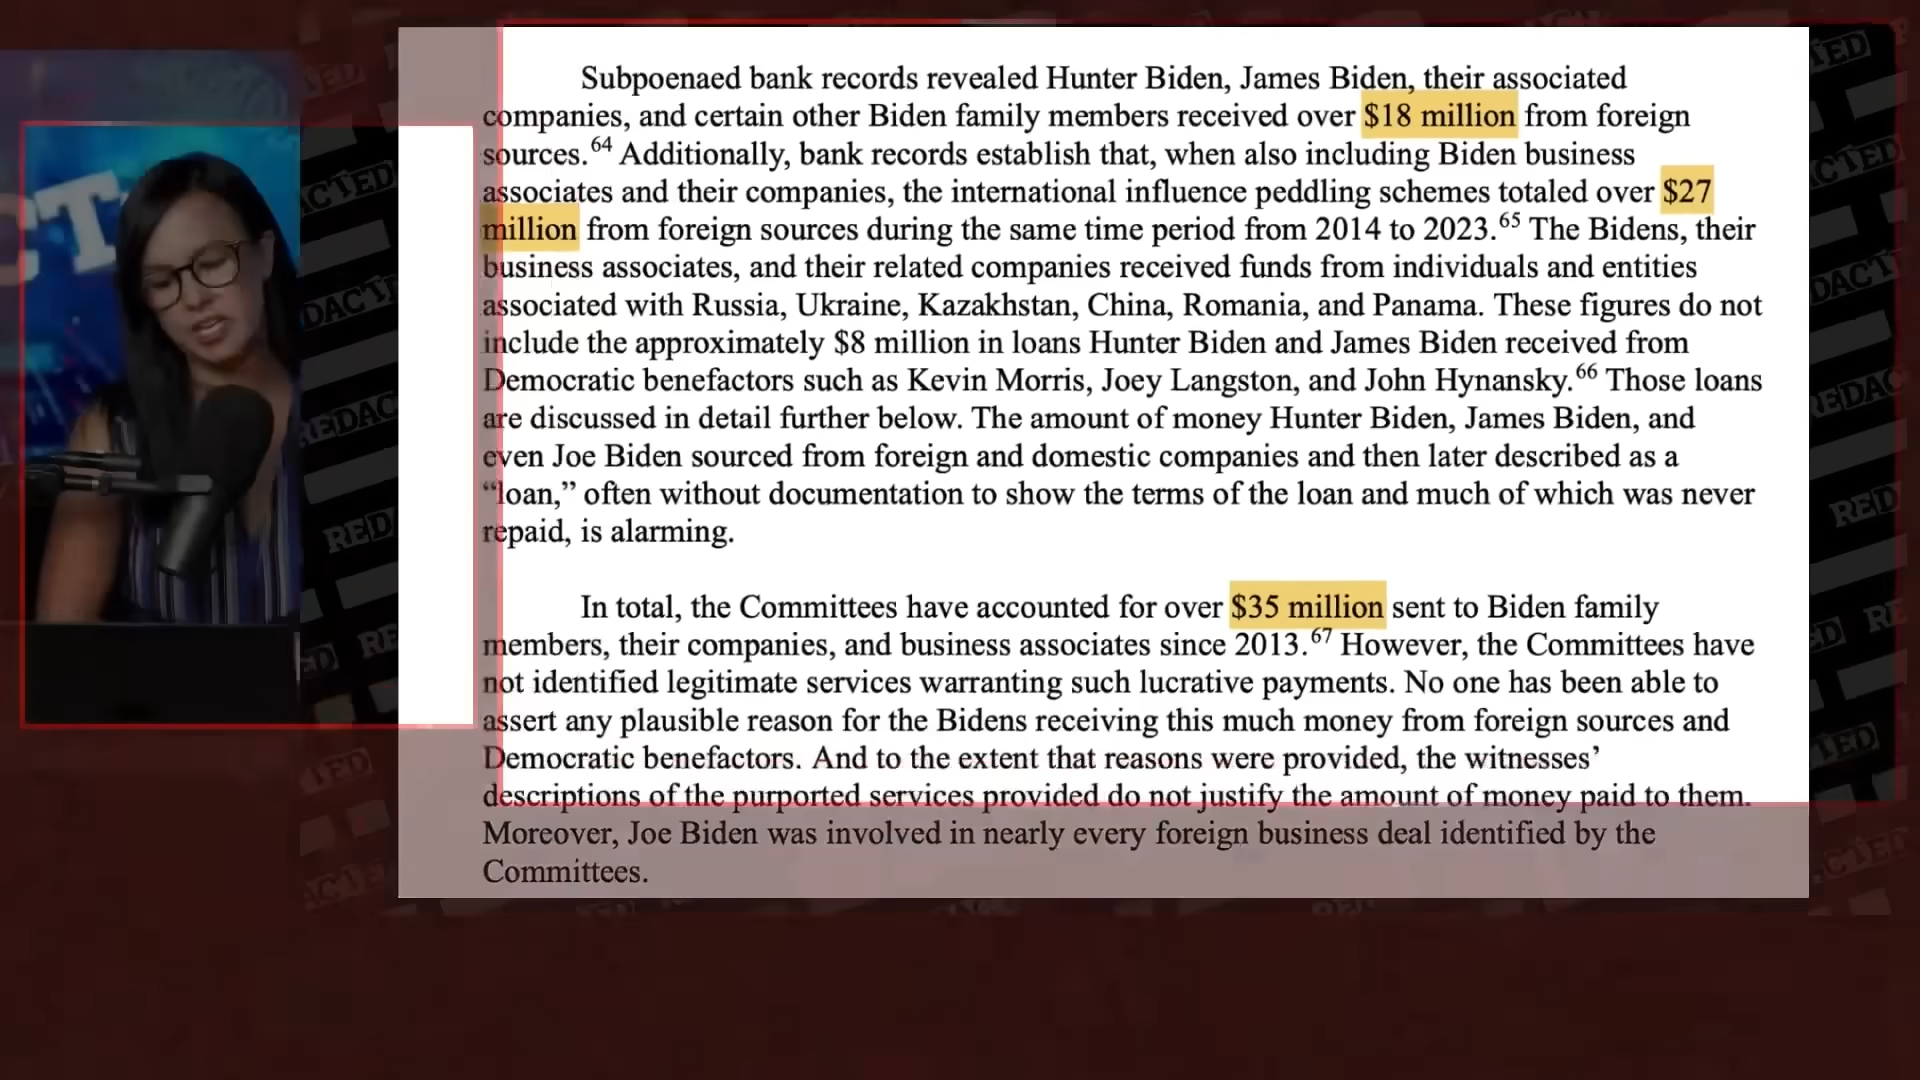 Subpoenaed bank records revealed Hunter Biden, James Biden, their associated
companies, and certain other Biden family members received over $18 million from foreign
sources.64 Additionally, bank records establish that, when also including Biden business
associates and their companies, the international influence peddling schemes totaled over $27
million from foreign sources during the same time period from 2014 to 2023.65 The Bidens, their
business associates, and their related companies received funds from individuals and entities
associated with Russia, Ukraine, Kazakhstan, China, Romania, and Panama. These figures do not
include the approximately $8 million in loans Hunter Biden and James Biden received from
Democratic benefactors such as Kevin Morris, Joey Langston, and John Hynansky.66 Those loans
are discussed in detail further below. The amount of money Hunter Biden, James Biden, and
even Joe Biden sourced from foreign and domestic companies and then later described as a
“loan,” often without documentation to show the terms of the loan and much of which was never
repaid, is alarming.
In total, the Committees have accounted for over $35 million sent to Biden family
members, their companies, and business associates since 2013.67 However, the Committees have
not identified legitimate services warranting such lucrative payments. No one has been able to
assert any plausible reason for the Bidens receiving this much money from foreign sources and
Democratic benefactors. And to the extent that reasons were provided, the witnesses’
descriptions of the purported services provided do not justify the amount of money paid to them.
Moreover, Joe Biden was involved in nearly every foreign business deal identified by the
Committees.